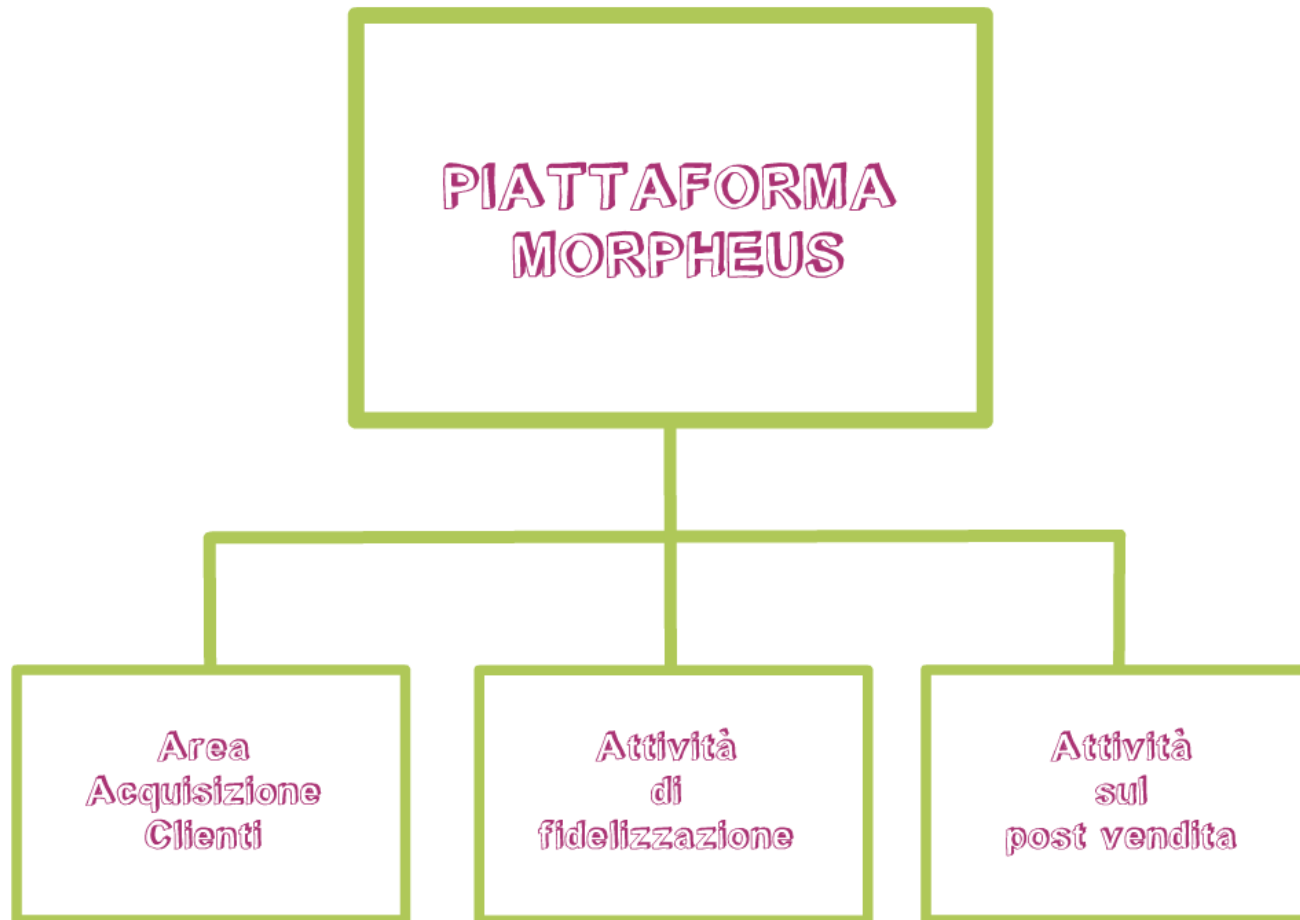 PIATTAFORMA
MORPHEUS
Area
Acquisizione
Clienti
Attività
di
fidelizzazione
Attività
sul
post vendita